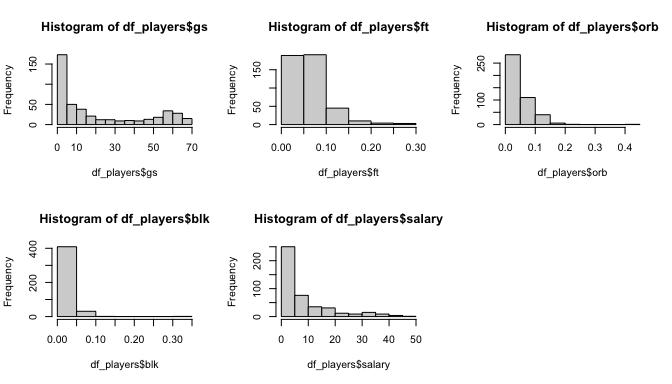 Histogram of df_players$gs
Frequency
0 50 150
0 10 30 50 70
df_players$gs
Histogram of df_players$ft
Frequency
0 50 150
0.00 0.10 0.20 0.30
df_players$ft
Histogram of df_players$orb
Frequency
0 100 250
0.0 0.1 0.2 0.3 0.4
df_players$orb
Histogram of df_players$blk
Frequency
0 200 400
0.00 0.10 0.20 0.30
df_players$blk
Histogram of df_players$salary
Frequency
0 100 200
0 10 20 30 40 50
df_players$salary